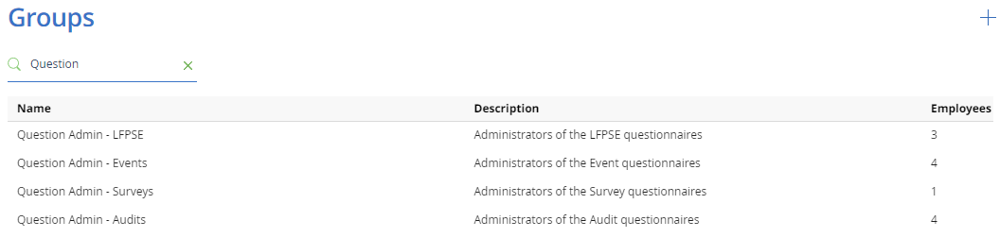 Groups
Question
Name Description Employees
Question Admin - LFPSE Administrators of the LFPSE questionnaires 3
Question Admin - Events Administrators of the Event questionnaires 4
Question Admin - Surveys Administrators of the Survey questionnaires 1
Question Admin - Audits Administrators of the Audit questionnaires 4